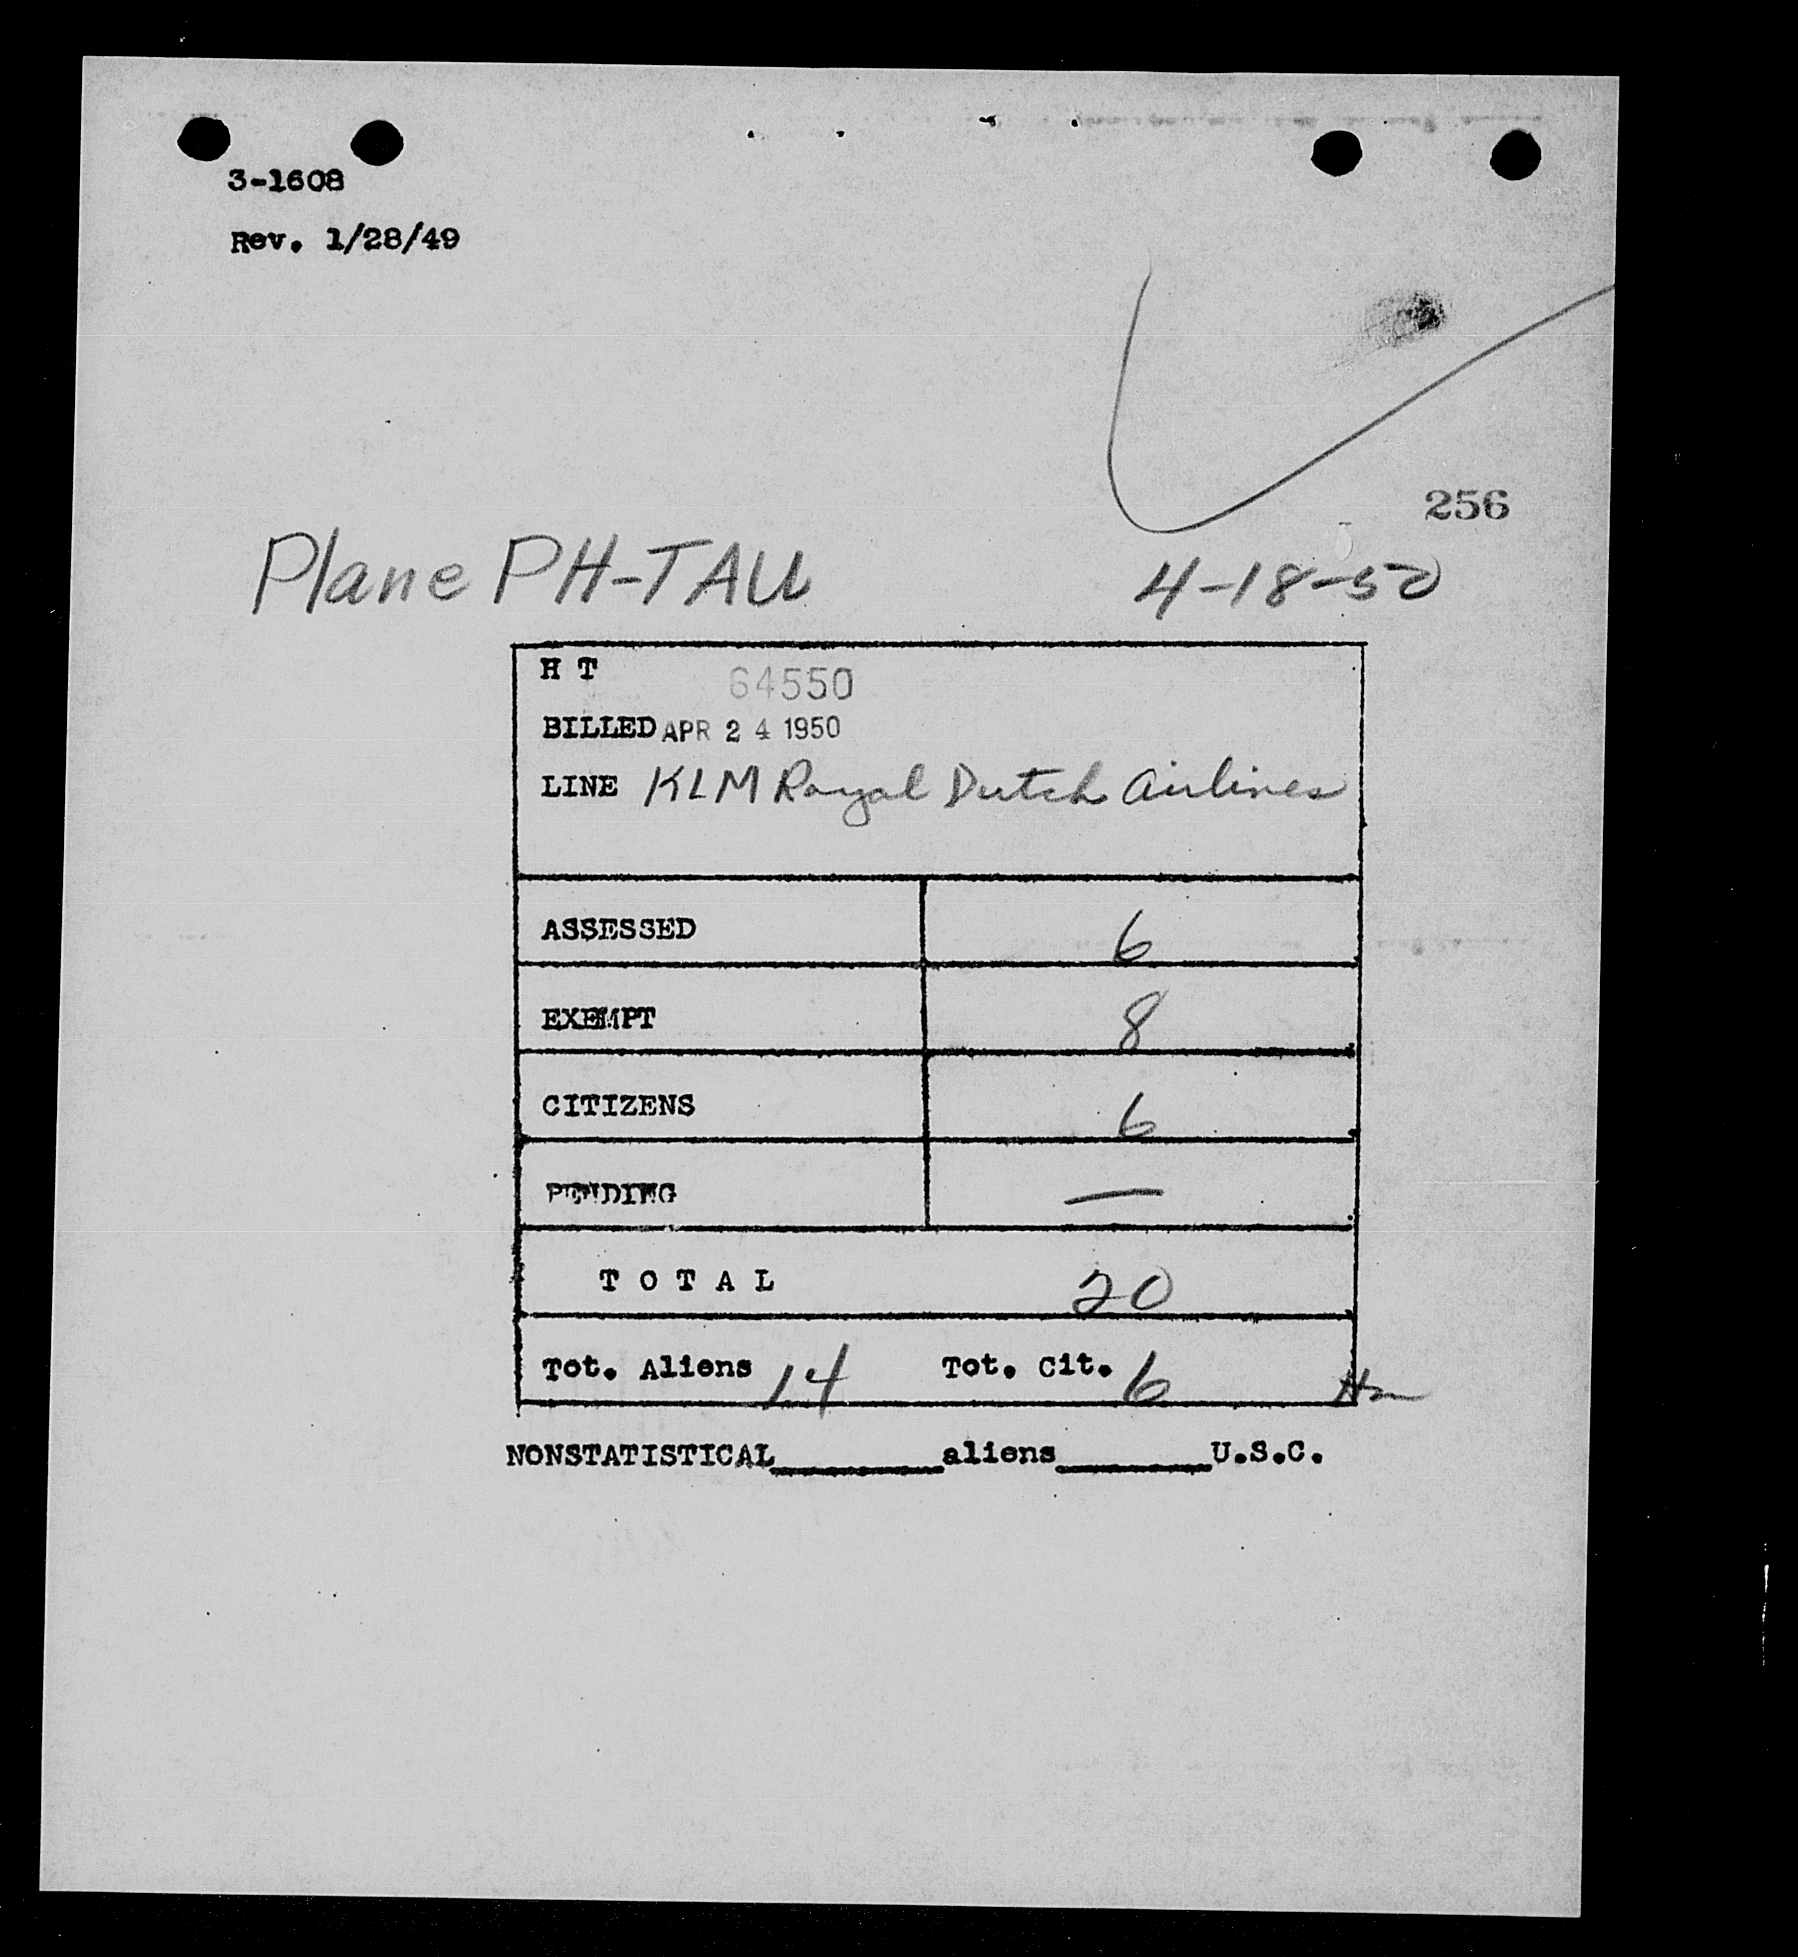 3-1608
Rev. 1/28/49
256
Plane PH-TAU 4-18-50
H T 64550
BILLED APR 24 1950
LINE KLM Royal Dutch Airlines
ASSESSED 6
EXEMPT 8
CITIZENS 6
PENDING —
TOTAL 20
Tot. Aliens 14 Tot. Cit. 6
NONSTATISTICAL________aliens________U.S.C.